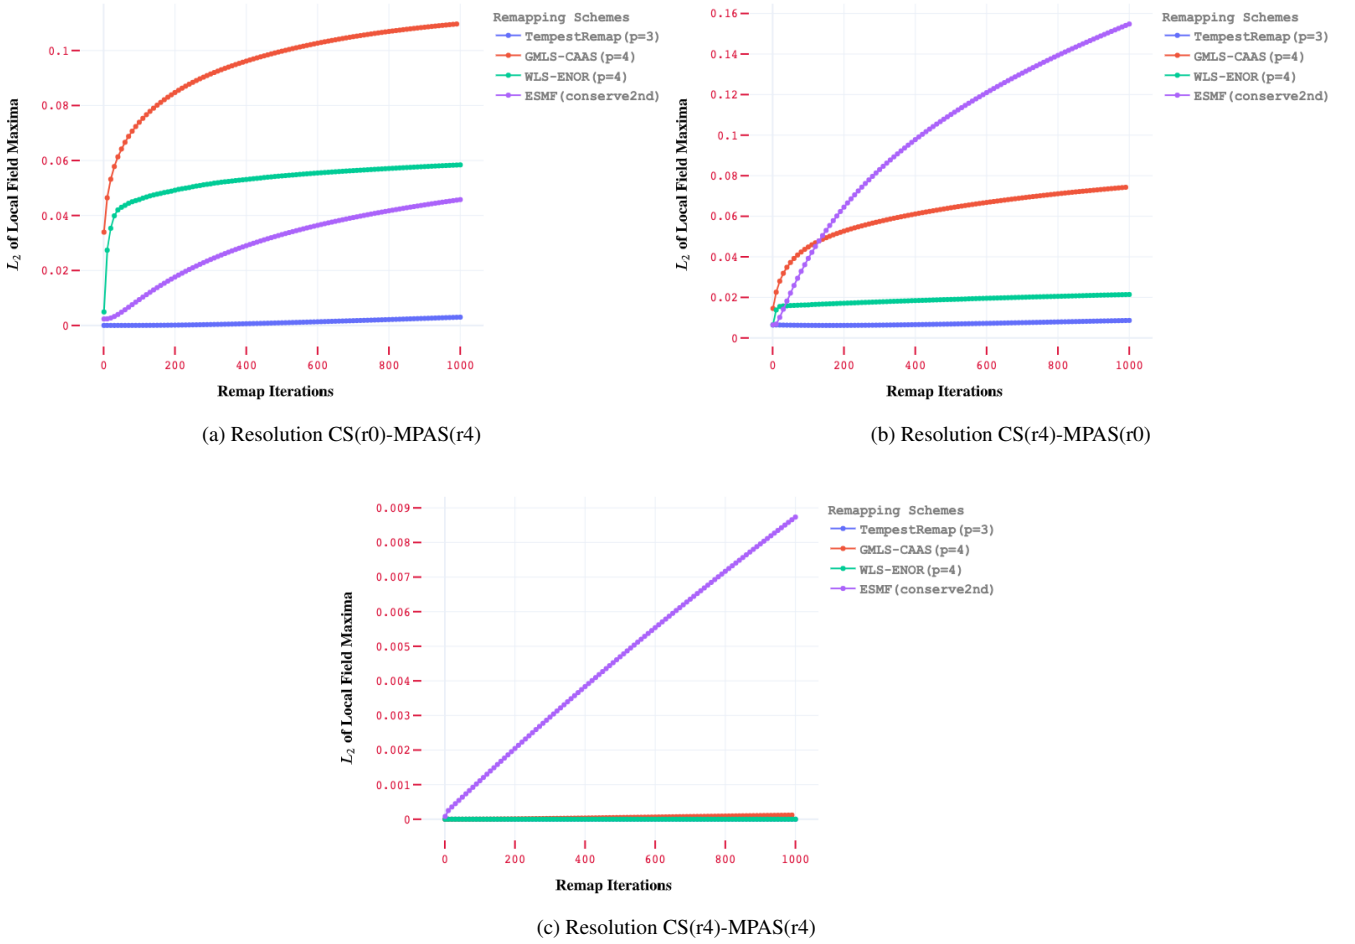 Remapping Schemes
TempestRemap(p=3)
GMLS-CAAS(p=4)
WLS-ENOR(p=4)
ESMF(conserve2nd)
0.1
0.08
0.06
0.04
0.02
0
L2 of Local Field Maxima
0 200 400 600 800 1000
Remap Iterations
(a) Resolution CS(r0)-MPAS(r4)
Remapping Schemes
TempestRemap(p=3)
GMLS-CAAS(p=4)
WLS-ENOR(p=4)
ESMF(conserve2nd)
0.16
0.14
0.12
0.1
0.08
0.06
0.04
0.02
0
L2 of Local Field Maxima
0 200 400 600 800 1000
Remap Iterations
(b) Resolution CS(r4)-MPAS(r0)
Remapping Schemes
TempestRemap(p=3)
GMLS-CAAS(p=4)
WLS-ENOR(p=4)
ESMF(conserve2nd)
0.009
0.008
0.007
0.006
0.005
0.004
0.003
0.002
0.001
0
L2 of Local Field Maxima
0 200 400 600 800 1000
Remap Iterations
(c) Resolution CS(r4)-MPAS(r4)